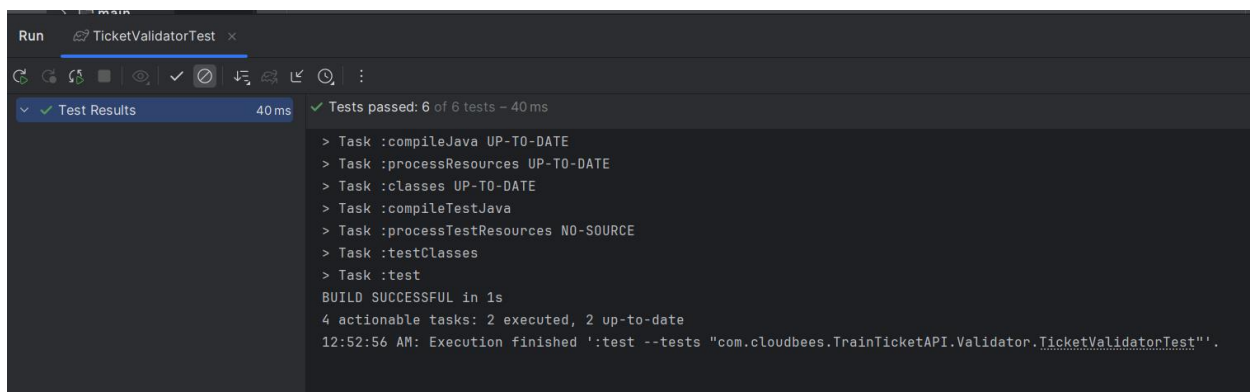 main
Run TicketValidatorTest ×
Test Results 40 ms
Tests passed: 6 of 6 tests – 40 ms
> Task :compileJava UP-TO-DATE
> Task :processResources UP-TO-DATE
> Task :classes UP-TO-DATE
> Task :compileTestJava
> Task :processTestResources NO-SOURCE
> Task :testClasses
> Task :test
BUILD SUCCESSFUL in 1s
4 actionable tasks: 2 executed, 2 up-to-date
12:52:56 AM: Execution finished ':test --tests "com.cloudbees.TrainTicketAPI.Validator.TicketValidatorTest"'.